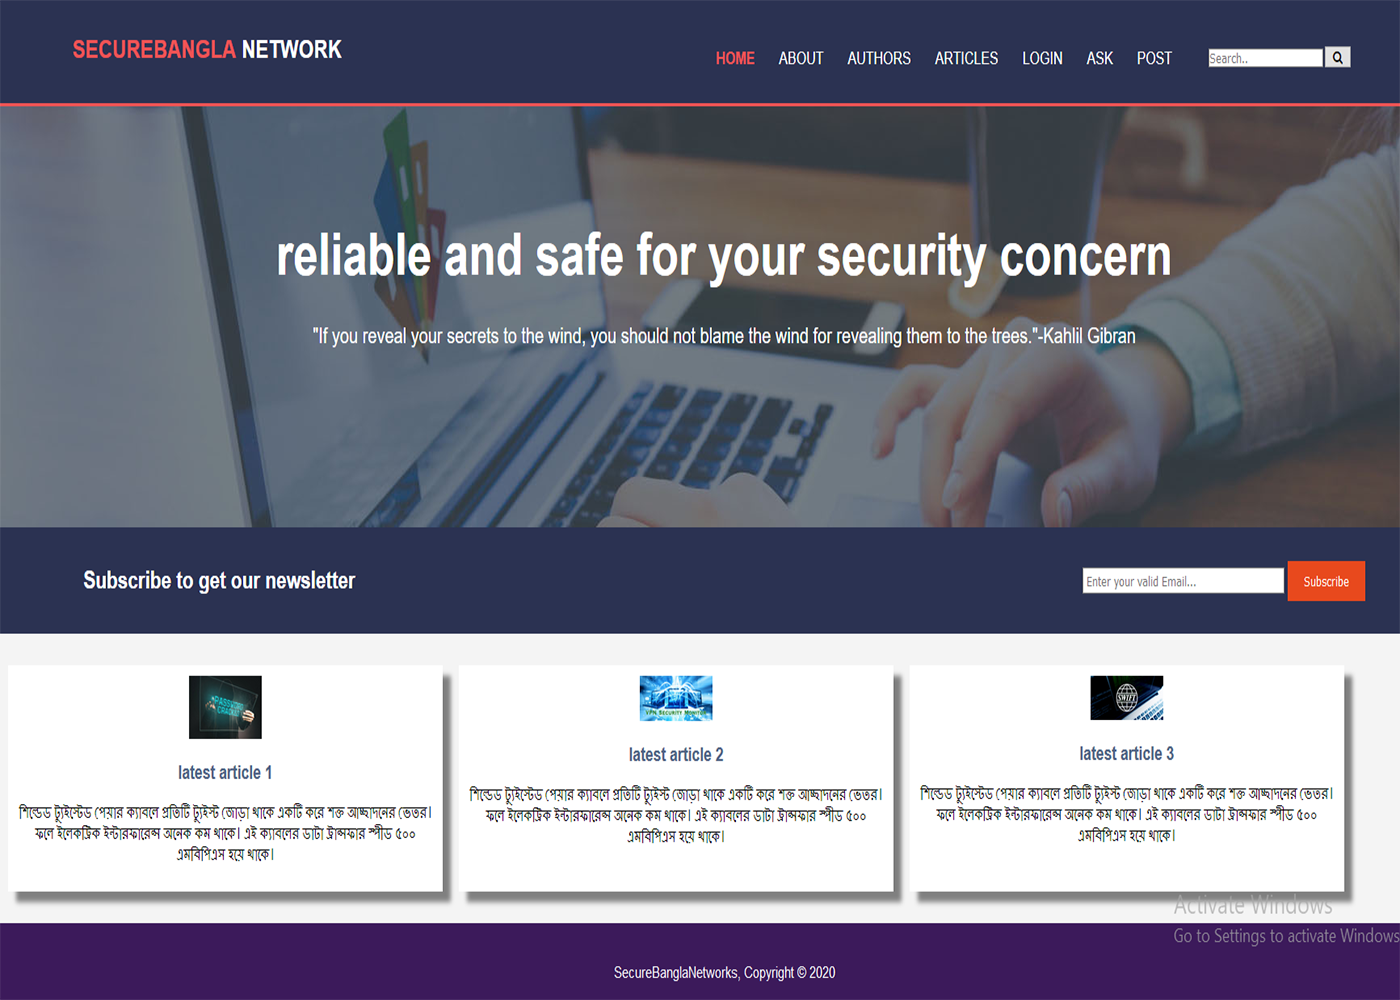 SECUREBANGLA NETWORK
HOME ABOUT AUTHORS ARTICLES LOGIN ASK POST
Search..
reliable and safe for your security concern
"If you reveal your secrets to the wind, you should not blame the wind for revealing them to the trees."-Kahlil Gibran
Subscribe to get our newsletter
Enter your valid Email...
Subscribe
PASSWORD
CRACKED
latest article 1
শিল্ডেড ট্যুইস্টেড পেয়ার ক্যাবলে প্রতিটি ট্যুইস্ট জোড়া থাকে একটি করে শক্ত আচ্ছাদনের ভেতর।
ফলে ইলেকট্রিক ইন্টারফারেন্স অনেক কম থাকে। এই ক্যাবলের ডাটা ট্রান্সফার স্পীড ৫০০
এমবিপিএস হয়ে থাকে।
VPN SECURITY MONITOR
latest article 2
শিল্ডেড ট্যুইস্টেড পেয়ার ক্যাবলে প্রতিটি ট্যুইস্ট জোড়া থাকে একটি করে শক্ত আচ্ছাদনের ভেতর।
ফলে ইলেকট্রিক ইন্টারফারেন্স অনেক কম থাকে। এই ক্যাবলের ডাটা ট্রান্সফার স্পীড ৫০০
এমবিপিএস হয়ে থাকে।
SWIFT
latest article 3
শিল্ডেড ট্যুইস্টেড পেয়ার ক্যাবলে প্রতিটি ট্যুইস্ট জোড়া থাকে একটি করে শক্ত আচ্ছাদনের ভেতর।
ফলে ইলেকট্রিক ইন্টারফারেন্স অনেক কম থাকে। এই ক্যাবলের ডাটা ট্রান্সফার স্পীড ৫০০
এমবিপিএস হয়ে থাকে।
Activate Windows
Go to Settings to activate Windows
SecureBanglaNetworks, Copyright © 2020